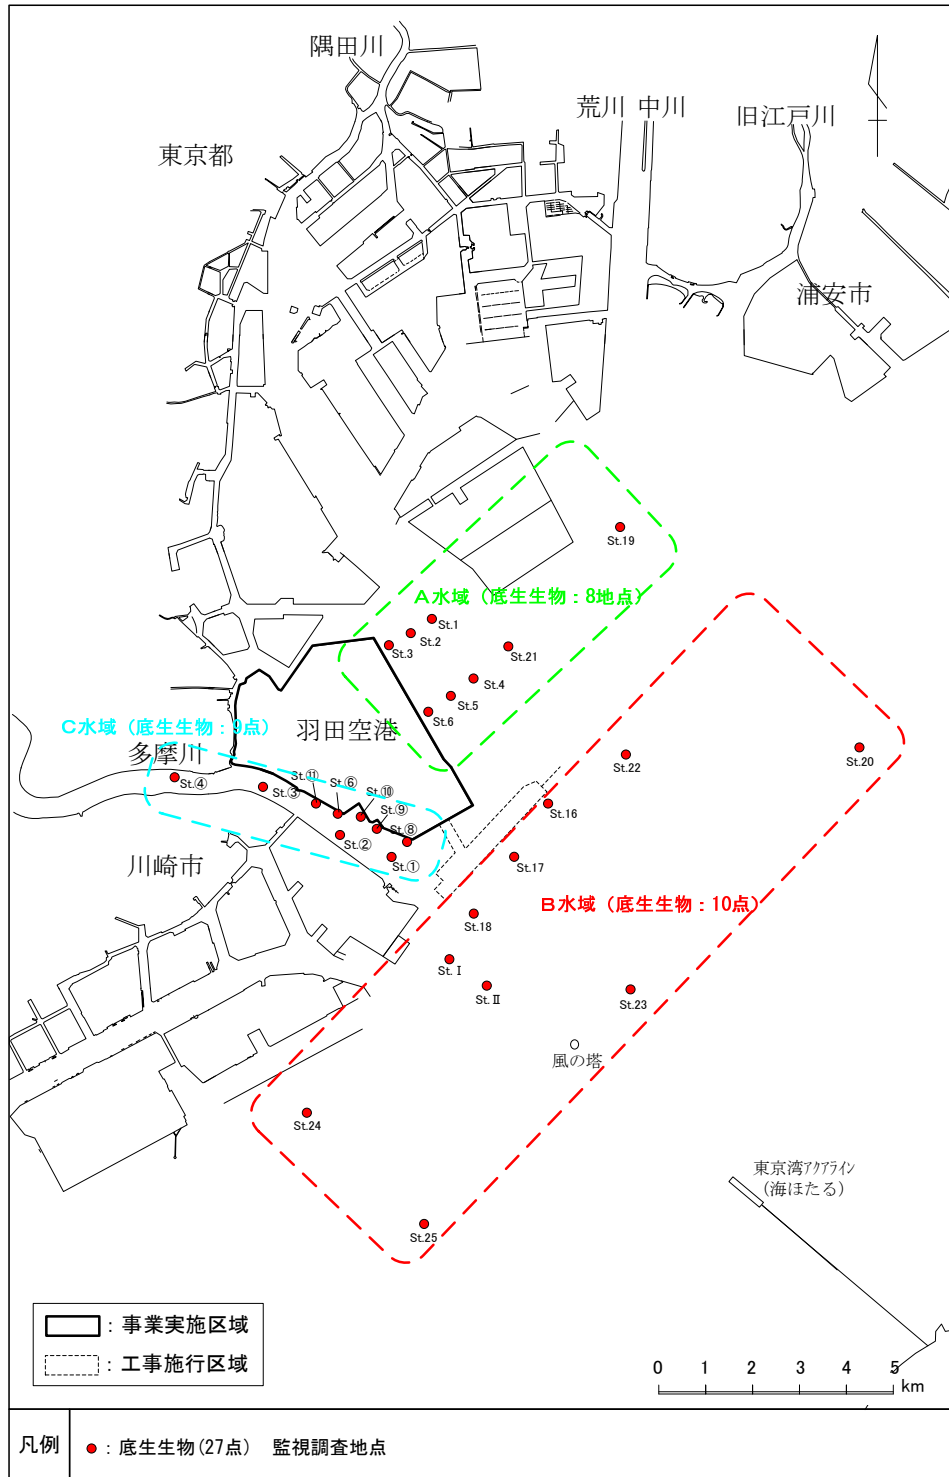 隅田川
荒川 中川
旧江戸川
東京都
浦安市
St.19
A水域（底生生物：8地点）
St.1
St.2
St.3
St.21
St.4
St.5
St.6
羽田空港
C水域（底生生物：9点）
多摩川
St.④
St.③
St.⑪
St.⑥
St.⑩
St.⑨
St.⑧
St.②
St.①
川崎市
St.22
St.20
St.16
St.17
B水域（底生生物：10点）
St.18
St.Ⅰ
St.Ⅱ
St.23
風の塔
St.24
St.25
東京湾アクアライン
（海ほたる）
：事業実施区域
：工事施行区域
0 1 2 3 4 5
km
凡例
：底生生物(27点) 監視調査地点